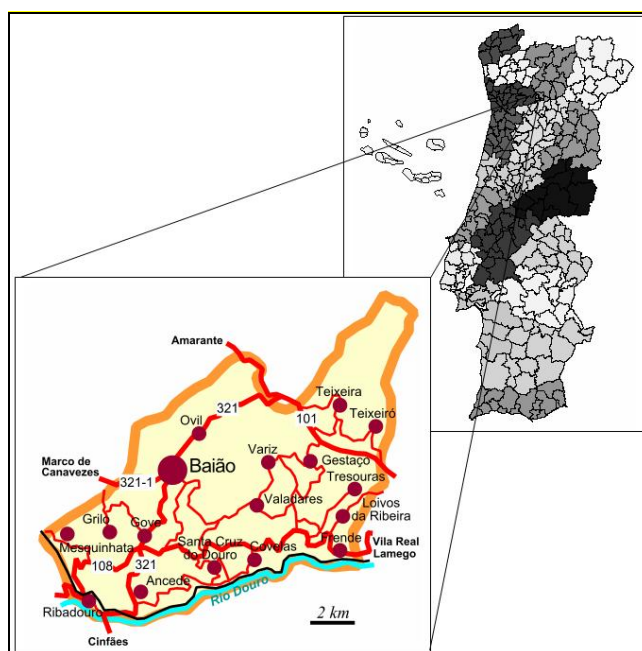 Amarante
Teixeira
321
101
Teixeiró
Ovil
Variz
Gestaço
Baião
Tresouras
Marco de
Canavezes
321-1
Valadares
Loivos
da Ribeira
Grilo
Gove
Mesquinhata
Santa Cruz
do Douro
Covelas
Frende
Vila Real
Lamego
108
321
Ancede
Rio Douro
Ribadouro
2 km
Cinfães